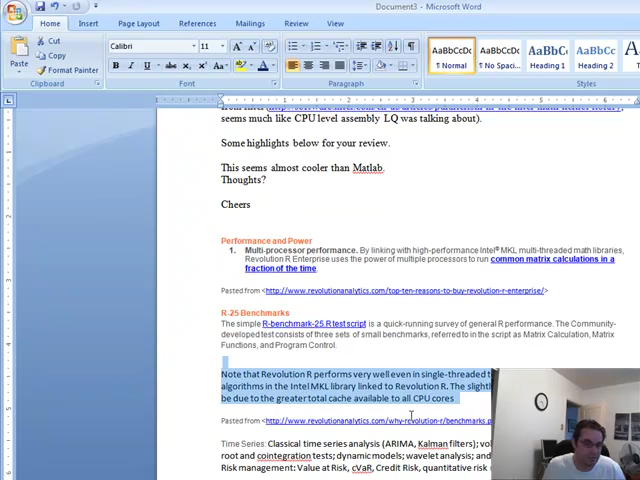 Document3 - Microsoft Word
Home Insert Page Layout References Mailings Review View
Cut
Copy
Format Painter
Paste
Clipboard
Calibri 11
Font
Paragraph
AaBbCcDc AaBbCcDc AaBbCc AaBbCc
¶ Normal ¶ No Spaci... Heading 1 Heading 2
Styles
seems much like CPU level assembly LQ was talking about).
Some highlights below for your review.
This seems almost cooler than Matlab.
Thoughts?
Cheers
Performance and Power
1. Multi-processor performance. By linking with high-performance Intel® MKL multi-threaded math libraries,
Revolution R Enterprise uses the power of multiple processors to run common matrix calculations in a
fraction of the time.
Pasted from <http://www.revolutionanalytics.com/top-ten-reasons-to-buy-revolution-r-enterprise/>
R-25 Benchmarks
The simple R-benchmark-25.R test script is a quick-running survey of general R performance. The Community-
developed test consists of three sets of small benchmarks, referred to in the script as Matrix Calculation, Matrix
Functions, and Program Control.
Note that Revolution R performs very well even in single-threaded t
algorithms in the Intel MKL library linked to Revolution R. The slightl
be due to the greater total cache available to all CPU cores
Pasted from <http://www.revolutionanalytics.com/why-revolution-r/benchmarks.p
Time Series: Classical time series analysis (ARIMA, Kalman filters); vol
root and cointegration tests; dynamic models; wavelet analysis; and
Risk management: Value at Risk, cVaR, Credit Risk, quantitative risk